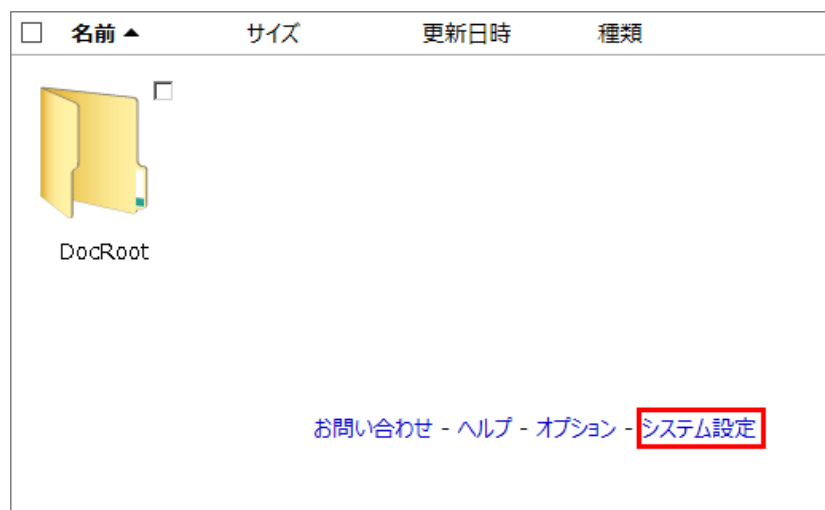 名前▲ サイズ 更新日時 種類
DocRoot
お問い合わせ - ヘルプ - オプション - システム設定